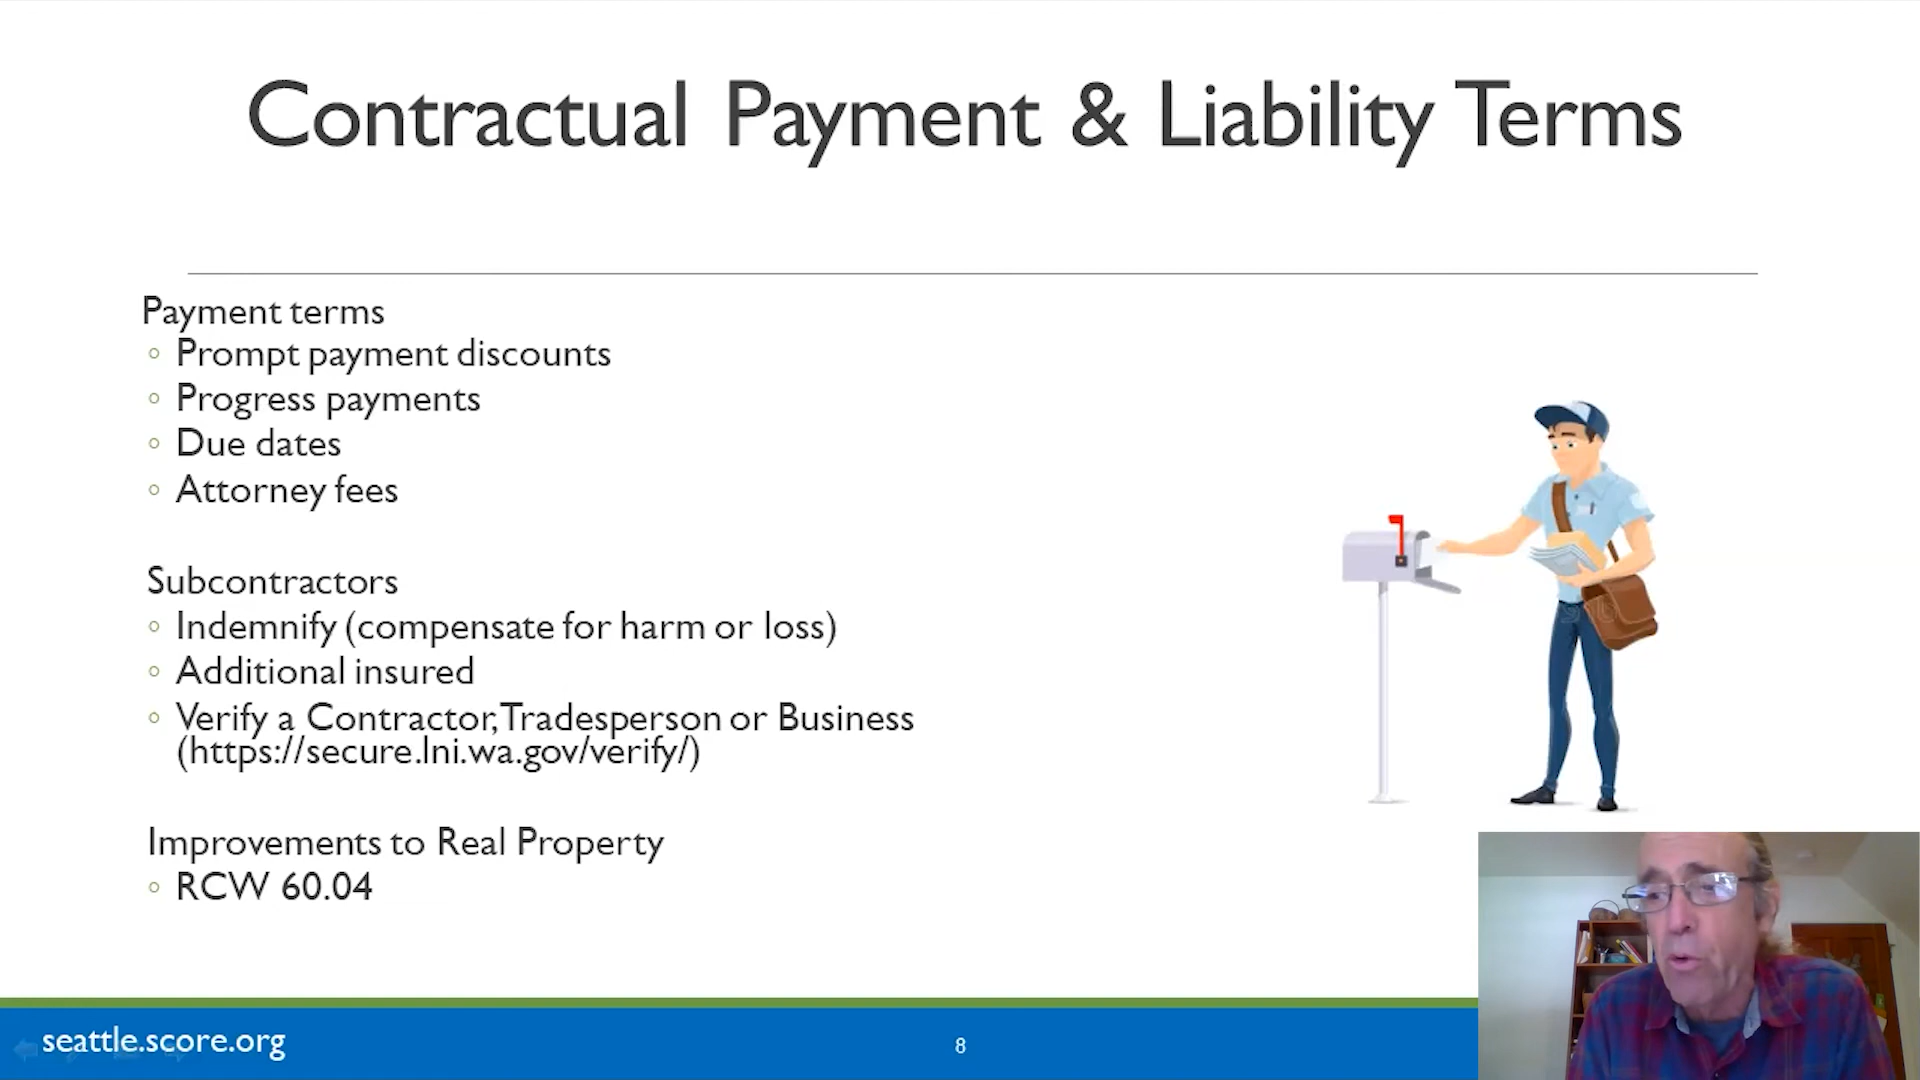 Contractual Payment & Liability Terms
Payment terms
◦ Prompt payment discounts
◦ Progress payments
◦ Due dates
◦ Attorney fees
Subcontractors
◦ Indemnify (compensate for harm or loss)
◦ Additional insured
◦ Verify a Contractor, Tradesperson or Business
(https://secure.lni.wa.gov/verify/)
Improvements to Real Property
◦ RCW 60.04
seattle.score.org
8